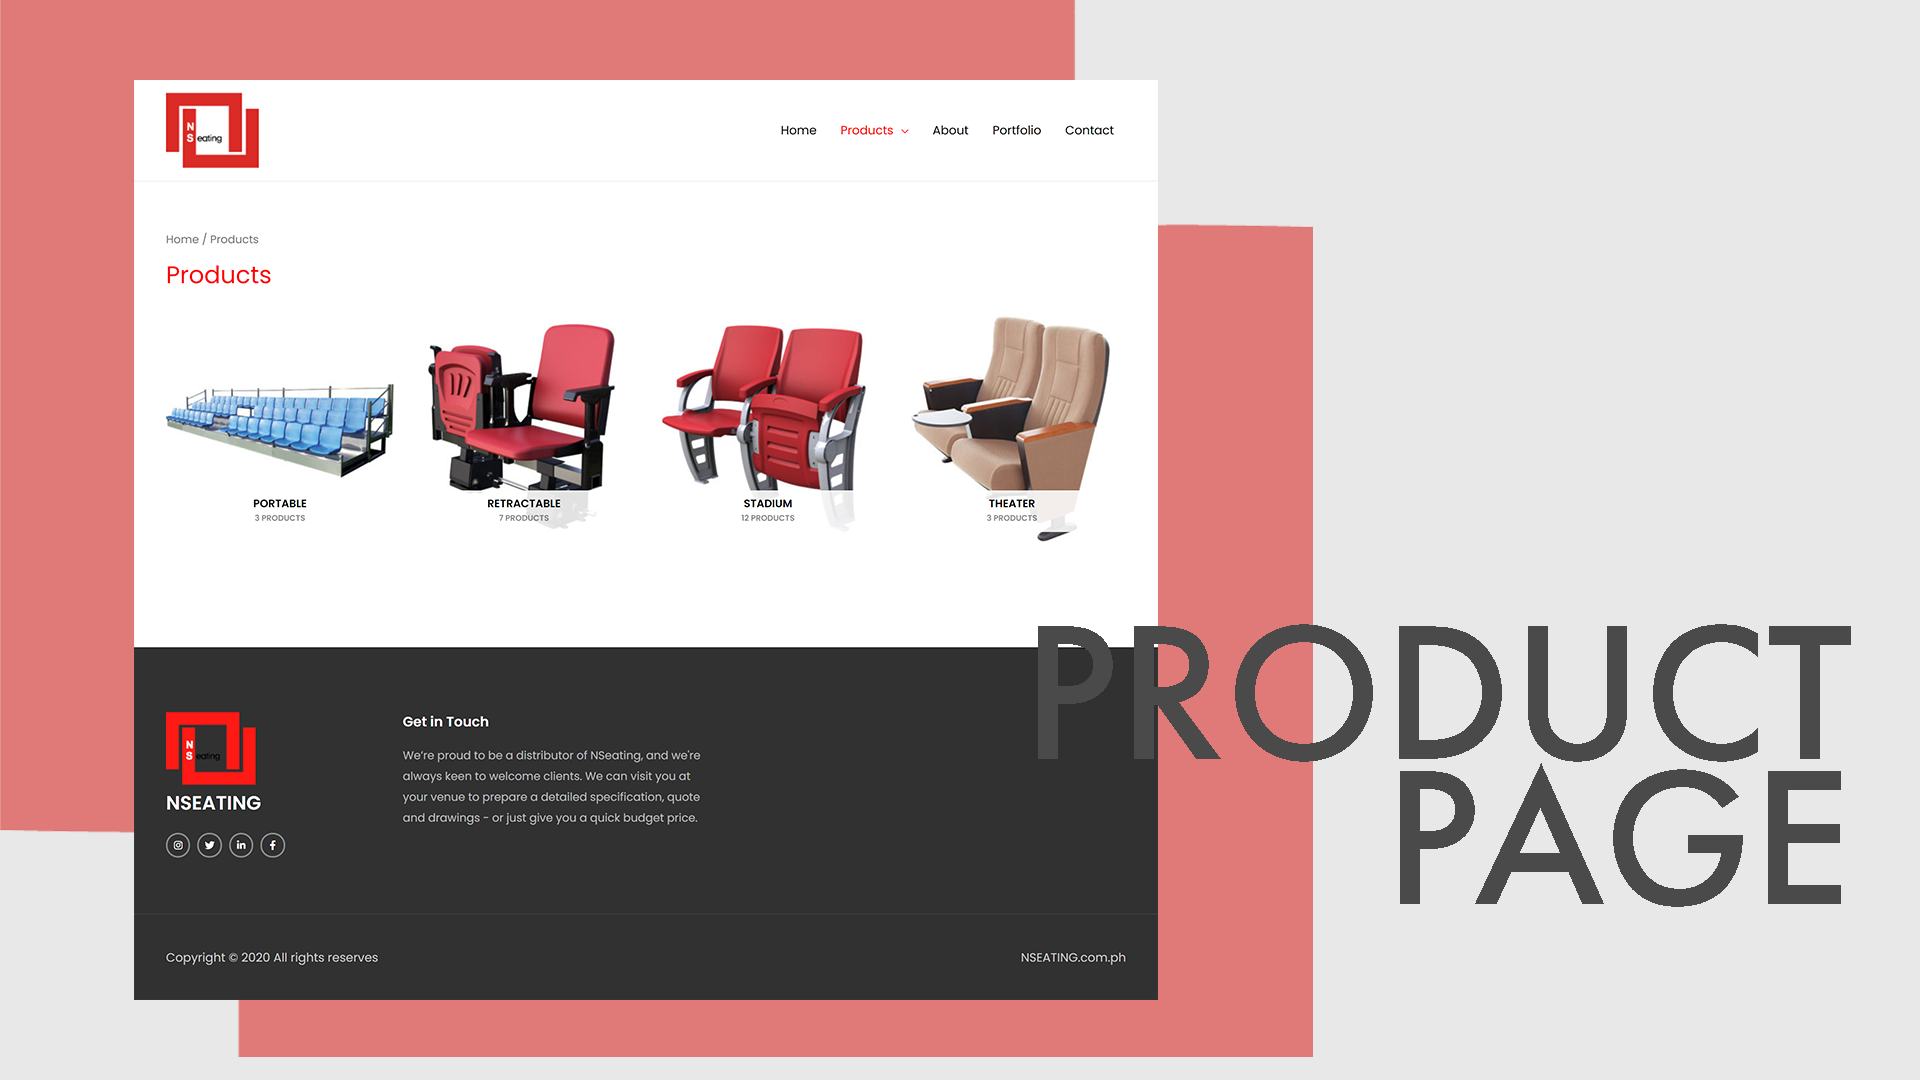 N
S eating
Home Products About Portfolio Contact
Home / Products
Products
PORTABLE
3 PRODUCTS
RETRACTABLE
7 PRODUCTS
STADIUM
12 PRODUCTS
THEATER
3 PRODUCTS
PRODUCT
PAGE
N
S eating
NSEATING
Get in Touch
We’re proud to be a distributor of NSeating, and we’re
always keen to welcome clients. We can visit you at
your venue to prepare a detailed specification, quote
and drawings - or just give you a quick budget price.
Copyright © 2020 All rights reserves
NSEATING.com.ph